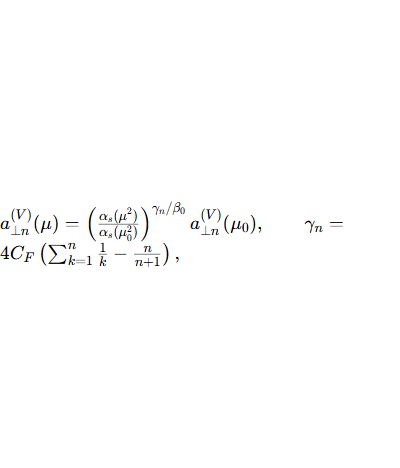 $a_{\perp n}^{(V)}(\mu) = \left( \frac{\alpha_s(\mu^2)}{\alpha_s(\mu_0^2)} \right)^{\gamma_n/\beta_0} a_{\perp n}^{(V)}(\mu_0), \qquad \gamma_n =$
$4C_F \left( \sum_{k=1}^{n} \frac{1}{k} - \frac{n}{n+1} \right),$